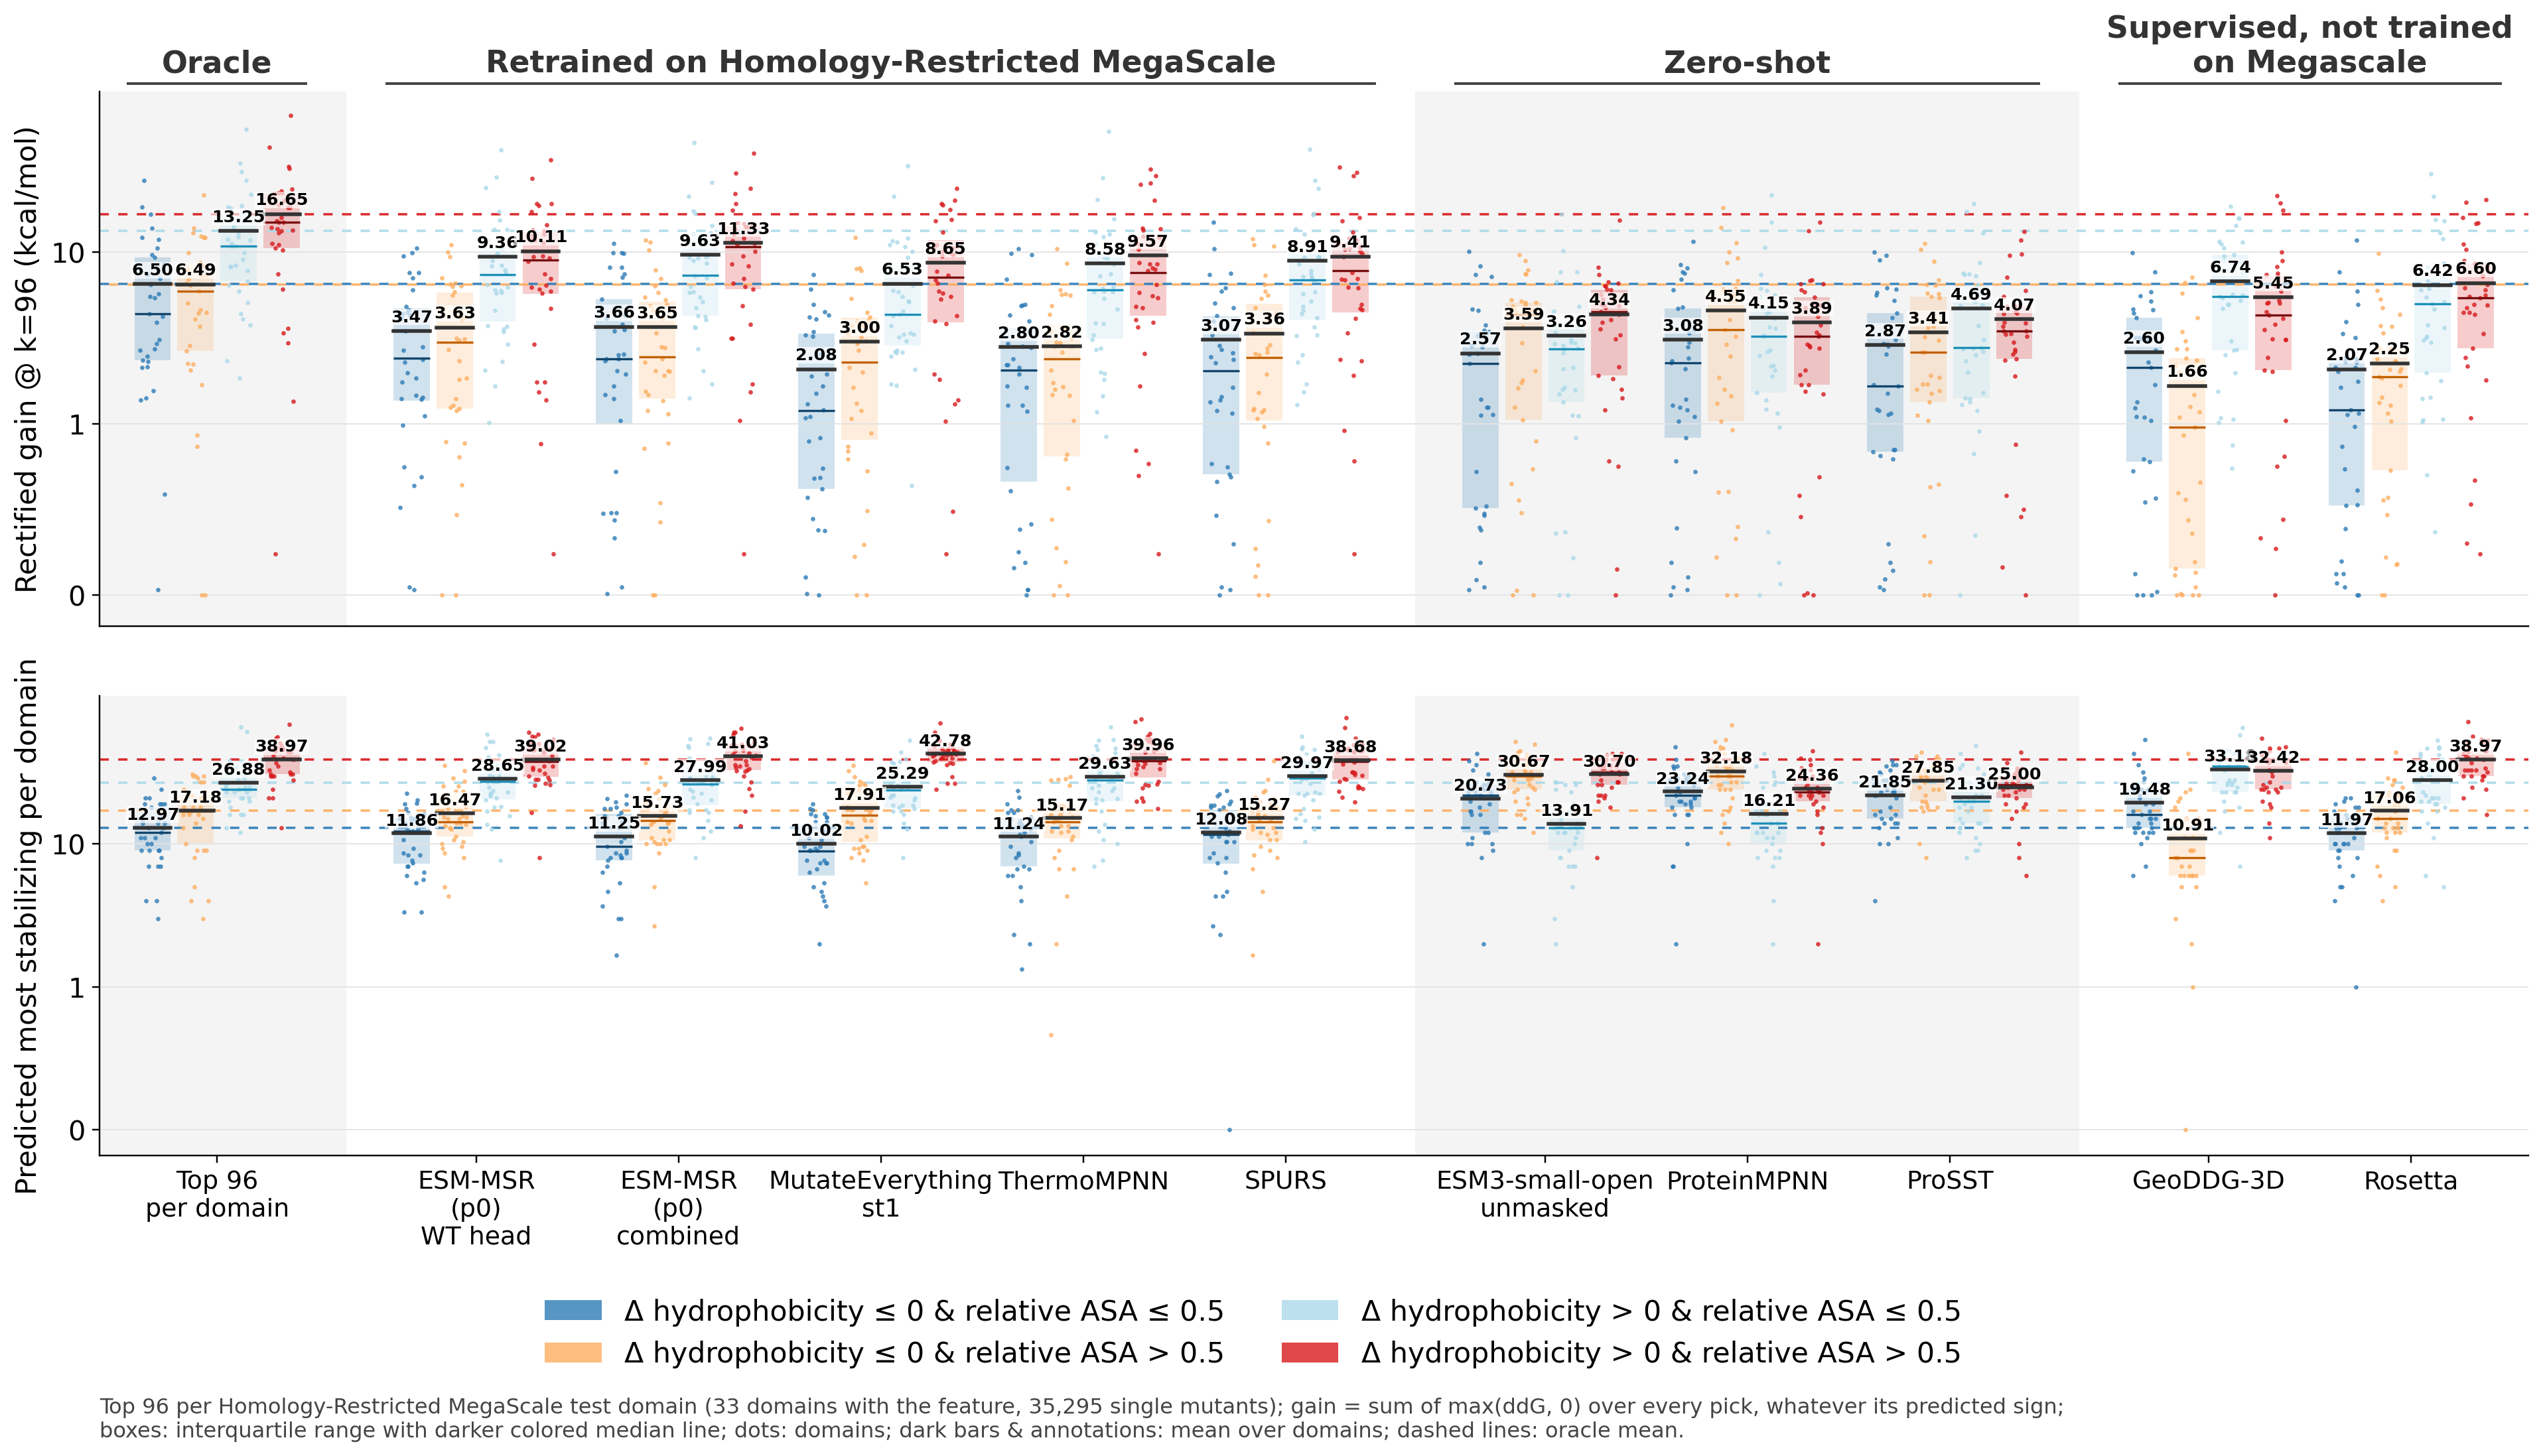 Oracle
Retrained on Homology-Restricted MegaScale
Zero-shot
Supervised, not trained
on Megascale
Rectified gain @ k=96 (kcal/mol)
10
1
0
6.50 6.49 13.25 16.65
3.47 3.63 9.36 10.11
3.66 3.65 9.63 11.33
2.08 3.00 6.53 8.65
2.80 2.82 8.58 9.57
3.07 3.36 8.91 9.41
2.57 3.59 3.26 4.34
3.08 4.55 4.15 3.89
2.87 3.41 4.69 4.07
2.60 1.66 6.74 5.45
2.07 2.25 6.42 6.60
Predicted most stabilizing per domain
10
1
0
12.97 17.18 26.88 38.97
11.86 16.47 28.65 39.02
11.25 15.73 27.99 41.03
10.02 17.91 25.29 42.78
11.24 15.17 29.63 39.96
12.08 15.27 29.97 38.68
20.73 30.67 13.91 30.70
23.24 32.18 16.21 24.36
21.85 27.85 21.30 25.00
19.48 10.91 33.13 32.42
11.97 17.06 28.00 38.97
Top 96
per domain
ESM-MSR
(p0)
WT head
ESM-MSR
(p0)
combined
MutateEverything
st1
ThermoMPNN
SPURS
ESM3-small-open
unmasked
ProteinMPNN
ProSST
GeoDDG-3D
Rosetta
Δ hydrophobicity ≤ 0 & relative ASA ≤ 0.5
Δ hydrophobicity ≤ 0 & relative ASA > 0.5
Δ hydrophobicity > 0 & relative ASA ≤ 0.5
Δ hydrophobicity > 0 & relative ASA > 0.5
Top 96 per Homology-Restricted MegaScale test domain (33 domains with the feature, 35,295 single mutants); gain = sum of max(ddG, 0) over every pick, whatever its predicted sign;
boxes: interquartile range with darker colored median line; dots: domains; dark bars & annotations: mean over domains; dashed lines: oracle mean.